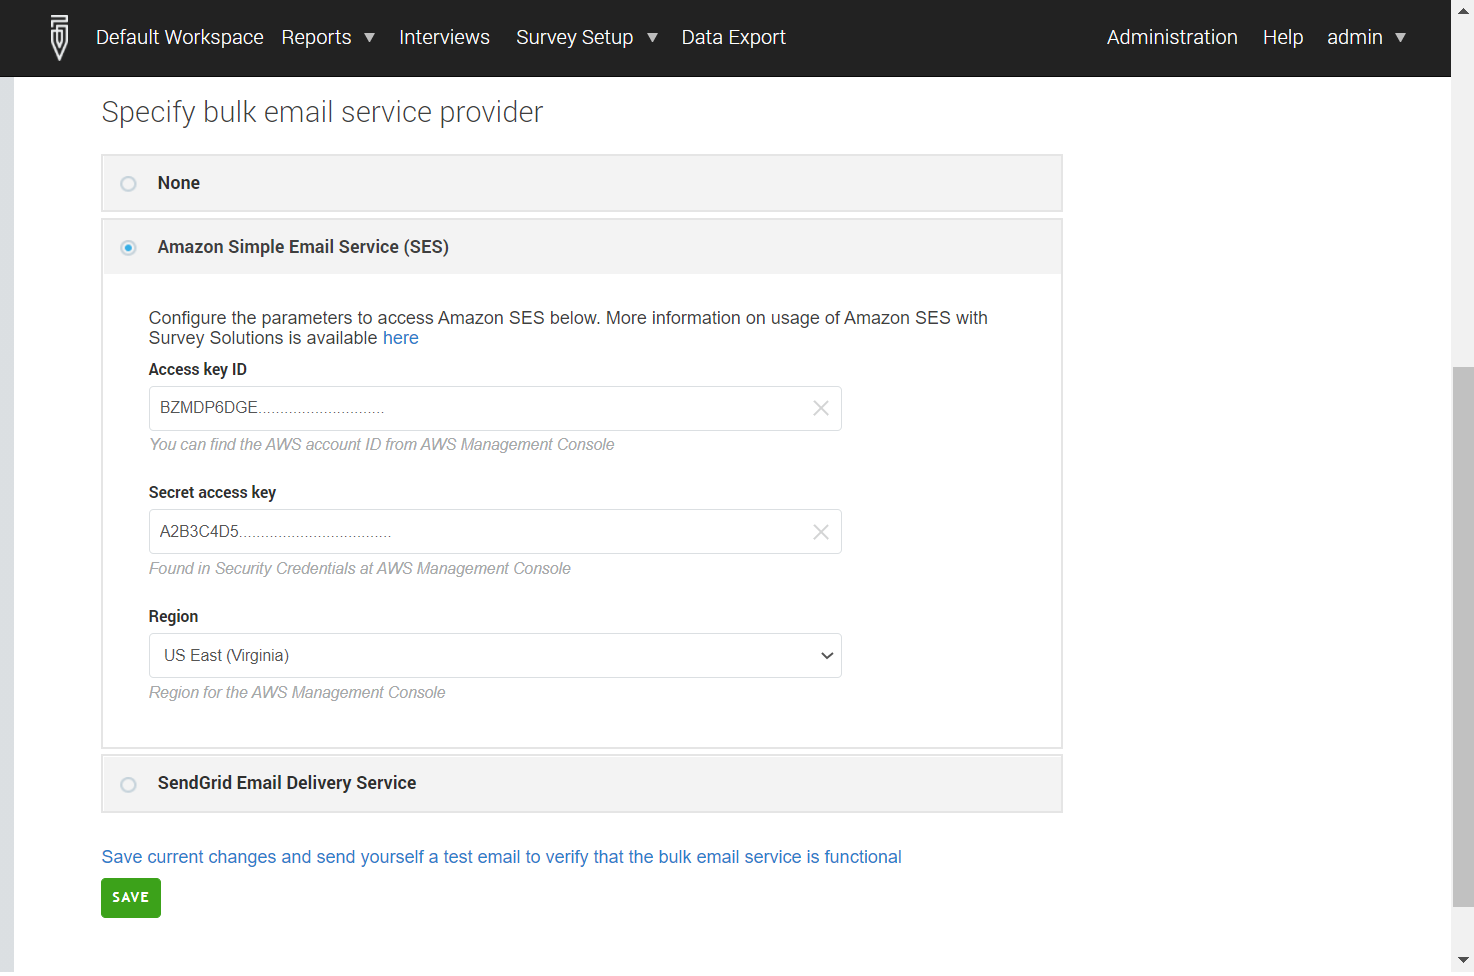 Default Workspace Reports Interviews Survey Setup Data Export Administration Help admin
Specify bulk email service provider
None
Amazon Simple Email Service (SES)
Configure the parameters to access Amazon SES below. More information on usage of Amazon SES with
Survey Solutions is available here
Access key ID
BZMDP6DGE.............................
You can find the AWS account ID from AWS Management Console
Secret access key
A2B3C4D5...................................
Found in Security Credentials at AWS Management Console
Region
US East (Virginia)
Region for the AWS Management Console
SendGrid Email Delivery Service
Save current changes and send yourself a test email to verify that the bulk email service is functional
SAVE